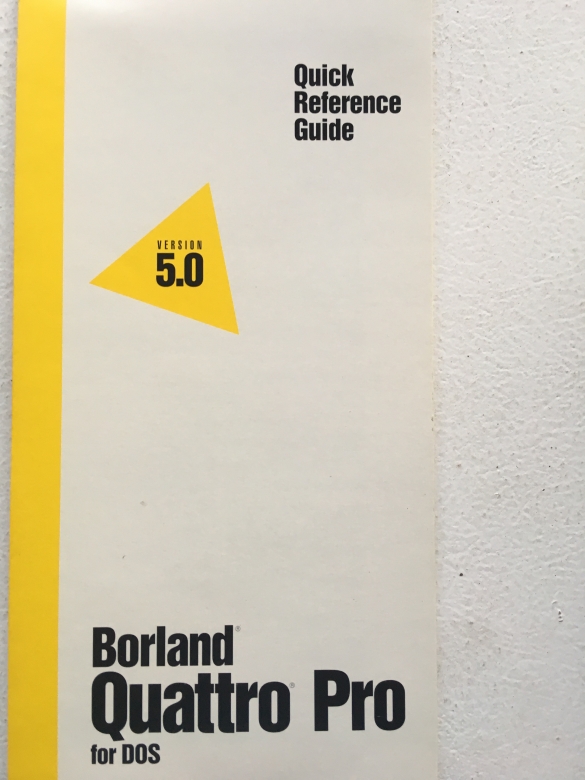 Quick
Reference
Guide
VERSION
5.0
Borland®
Quattro® Pro
for DOS